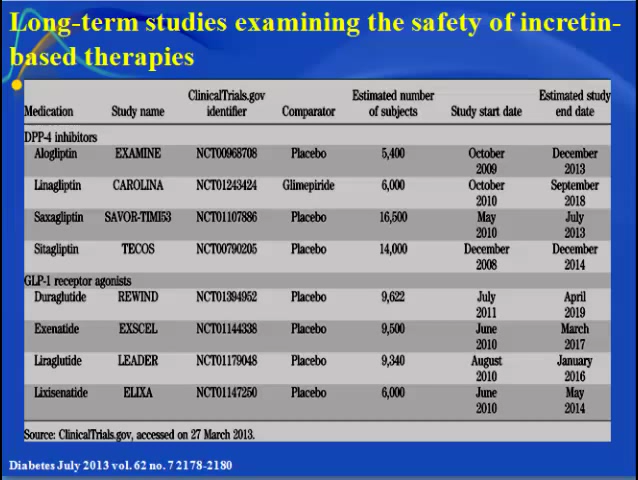 Long-term studies examining the safety of incretin-
based therapies
ClinicalTrials.gov Estimated number Estimated study
Medication Study name identifier Comparator of subjects Study start date end date
DPP-4 inhibitors
Alogliptin EXAMINE NCT00968708 Placebo 5,400 October December
2009 2013
Linagliptin CAROLINA NCT01243424 Glimepiride 6,000 October September
2010 2018
Saxagliptin SAVOR-TIMI53 NCT01107886 Placebo 16,500 May July
2010 2013
Sitagliptin TECOS NCT00790205 Placebo 14,000 December December
2008 2014
GLP-1 receptor agonists
Duraglutide REWIND NCT01394952 Placebo 9,622 July April
2011 2019
Exenatide EXSCEL NCT01144338 Placebo 9,500 June March
2010 2017
Liraglutide LEADER NCT01179048 Placebo 9,340 August January
2010 2016
Lixisenatide ELIXA NCT01147250 Placebo 6,000 June May
2010 2014
Source: ClinicalTrials.gov, accessed on 27 March 2013.
Diabetes July 2013 vol. 62 no. 7 2178-2180